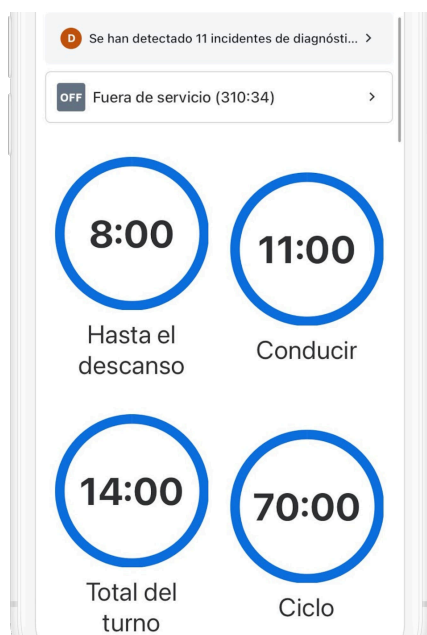 D Se han detectado 11 incidentes de diagnósti...
OFF Fuera de servicio (310:34)
8:00
11:00
Hasta el
descanso
Conducir
14:00
70:00
Total del
turno
Ciclo